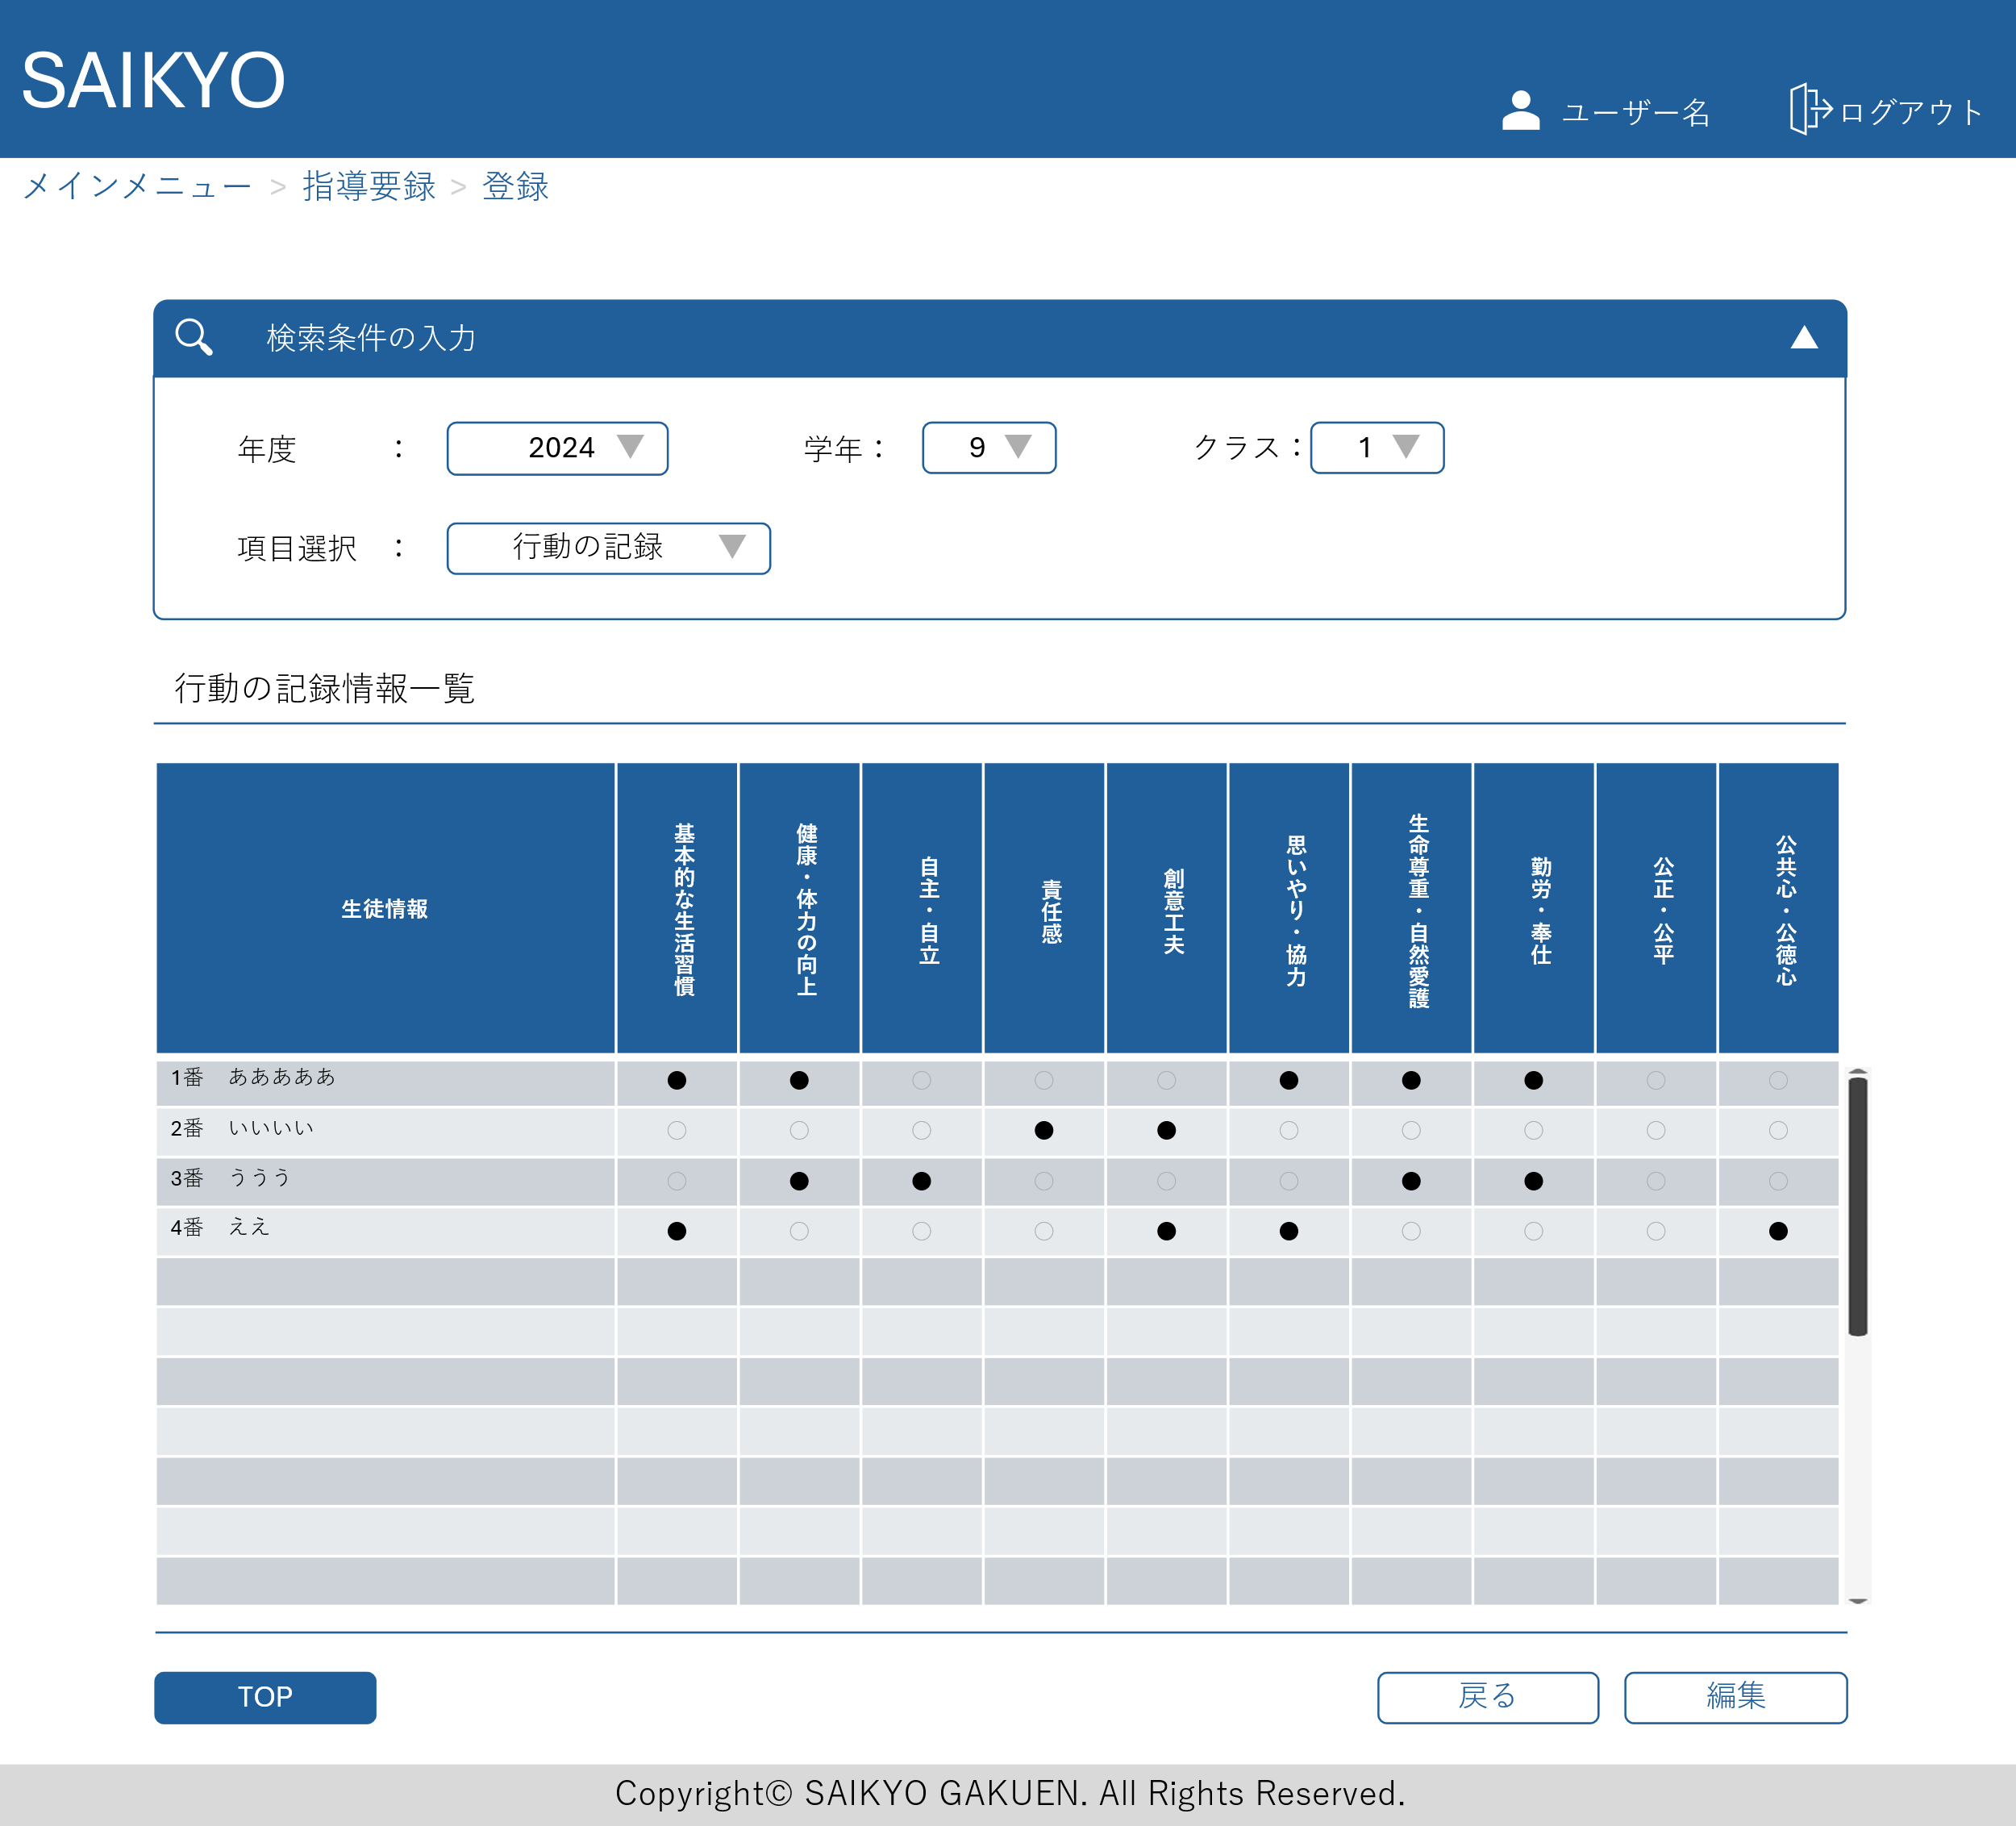 SAIKYO
ユーザー名 ログアウト
メインメニュー > 指導要録 > 登録
検索条件の入力 ▲
年度 : 2024 ▼ 学年： 9 ▼ クラス： 1 ▼
項目選択 : 行動の記録 ▼
行動の記録情報一覧
生徒情報 基本的な生活習慣 健康・体力の向上 自主・自立 責任感 創意工夫 思いやり・協力 生命尊重・自然愛護 勤労・奉仕 公正・公平 公共心・公徳心
1番 あああああ ● ● ○ ○ ○ ● ● ● ○ ○
2番 いいいい ○ ○ ○ ● ● ○ ○ ○ ○ ○
3番 ううう ○ ● ● ○ ○ ○ ● ● ○ ○
4番 ええ ● ○ ○ ○ ● ● ○ ○ ○ ●
TOP 戻る 編集
Copyright© SAIKYO GAKUEN. All Rights Reserved.